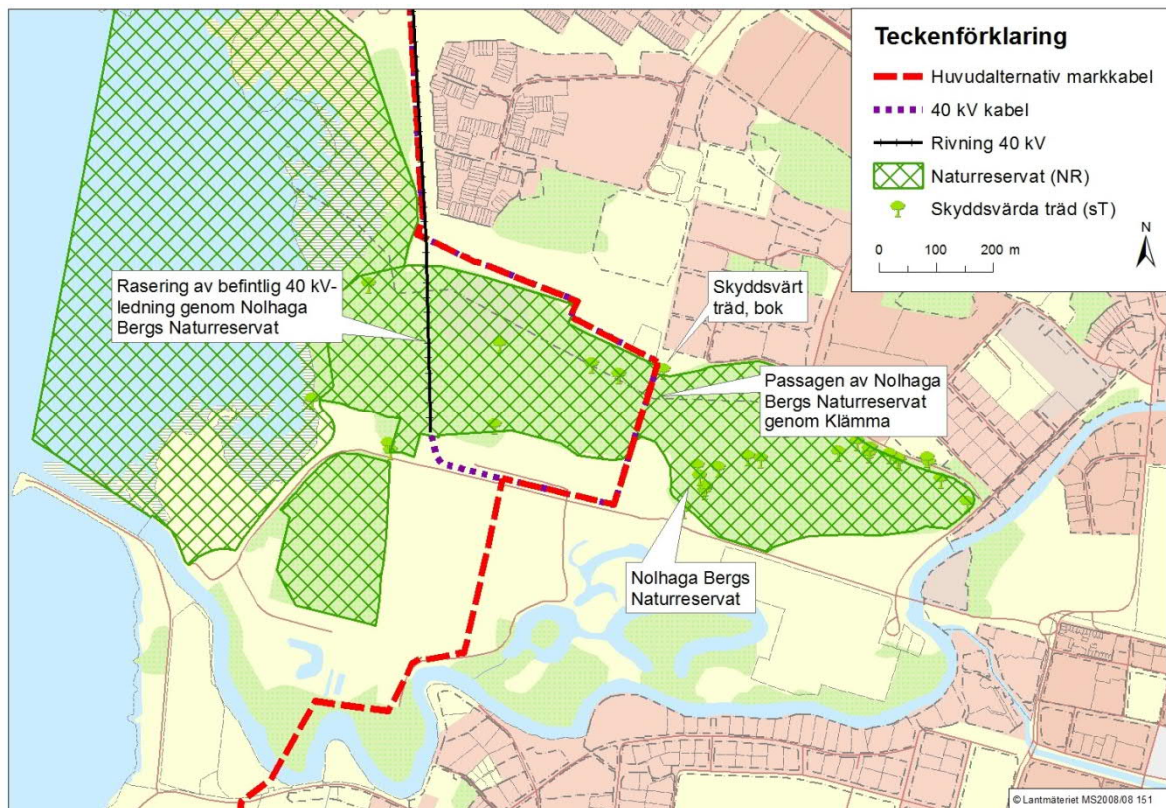 Teckenförklaring
Huvudalternativ markkabel
40 kV kabel
Rivning 40 kV
Naturreservat (NR)
Skyddsvärda träd (sT)
0 100 200 m
N
Rasering av befintlig 40 kV-
ledning genom Nolhaga
Bergs Naturreservat
Skyddsvärt
träd, bok
Passagen av Nolhaga
Bergs Naturreservat
genom Klämma
Nolhaga Bergs
Naturreservat
© Lantmäteriet MS2008/08 151